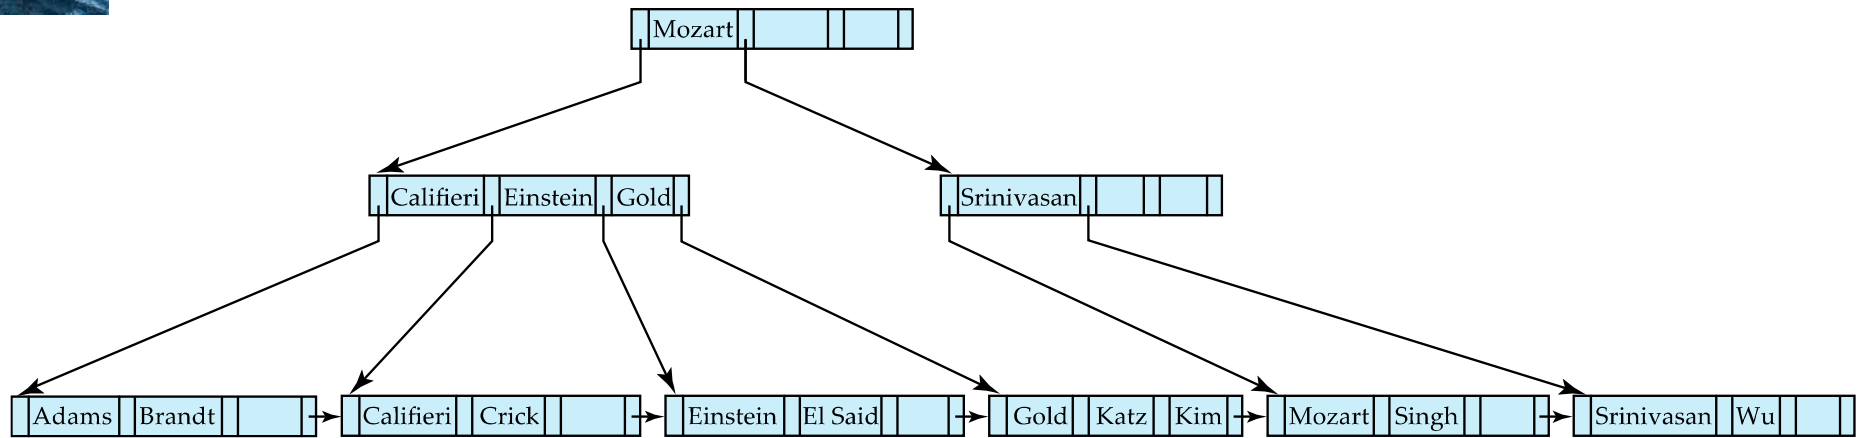 Mozart
Califieri Einstein Gold Srinivasan
Adams Brandt Califieri Crick Einstein El Said Gold Katz Kim Mozart Singh Srinivasan Wu